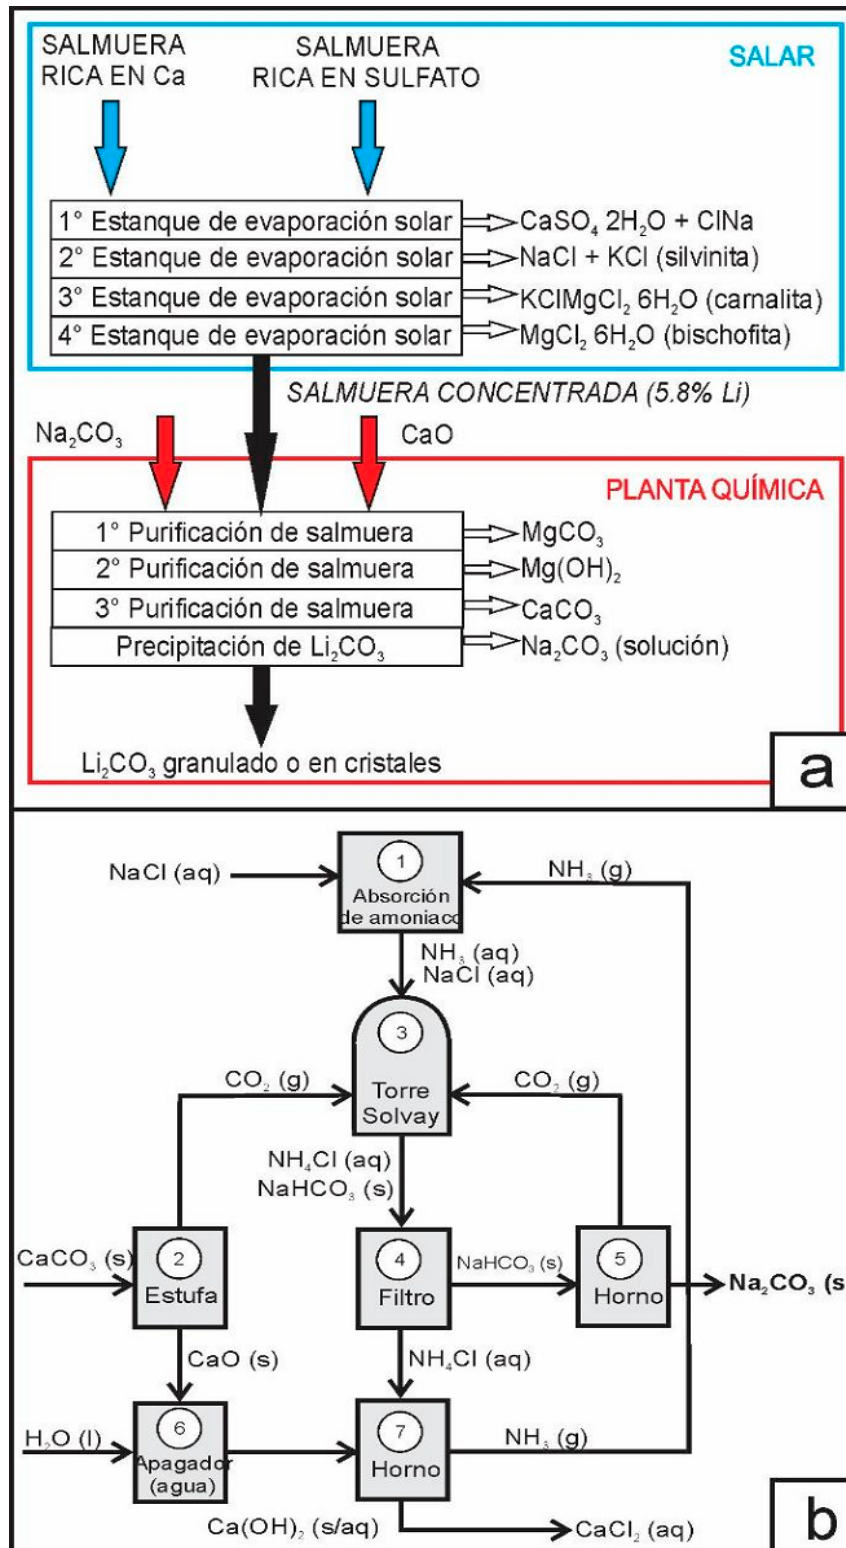 SALMUERA
RICA EN Ca
SALMUERA
RICA EN SULFATO
SALAR
1° Estanque de evaporación solar
CaSO₄ 2H₂O + ClNa
2° Estanque de evaporación solar
NaCl + KCl (silvinita)
3° Estanque de evaporación solar
KClMgCl₂ 6H₂O (carnalita)
4° Estanque de evaporación solar
MgCl₂ 6H₂O (bischofita)
SALMUERA CONCENTRADA (5.8% Li)
Na₂CO₃
CaO
PLANTA QUÍMICA
1° Purificación de salmuera
MgCO₃
2° Purificación de salmuera
Mg(OH)₂
3° Purificación de salmuera
CaCO₃
Precipitación de Li₂CO₃
Na₂CO₃ (solución)
Li₂CO₃ granulado o en cristales
a
NaCl (aq)
1
Absorción
de amoniaco
NH₃ (g)
NH₃ (aq)
NaCl (aq)
3
Torre
Solvay
CO₂ (g)
CO₂ (g)
NH₄Cl (aq)
NaHCO₃ (s)
CaCO₃ (s)
2
Estufa
4
Filtro
NaHCO₃ (s)
5
Horno
Na₂CO₃ (s
CaO (s)
NH₄Cl (aq)
H₂O (l)
6
Apagador
(agua)
7
Horno
NH₃ (g)
Ca(OH)₂ (s/aq)
CaCl₂ (aq)
b